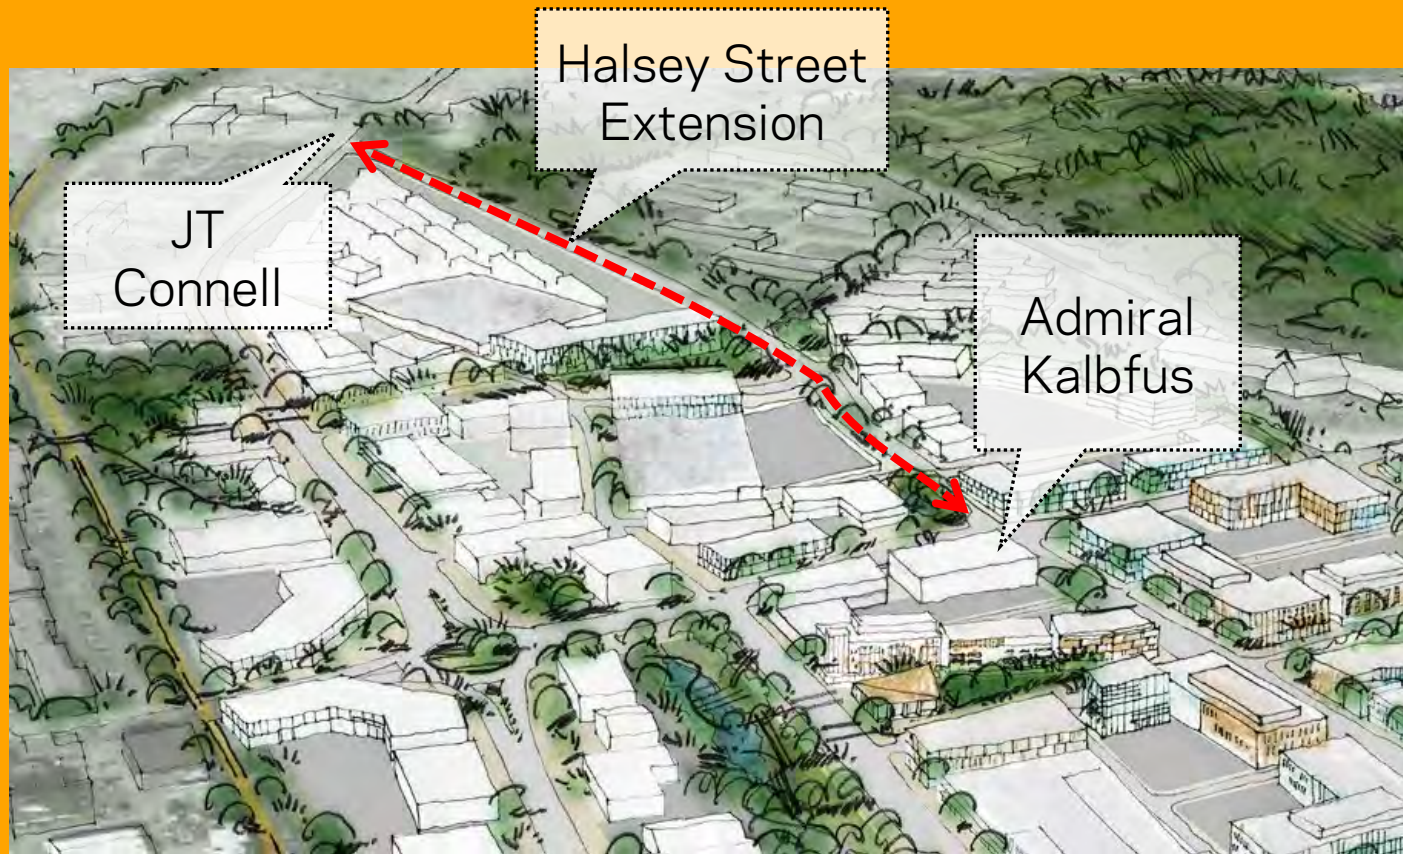 Halsey Street
Extension
JT
Connell
Admiral
Kalbfus